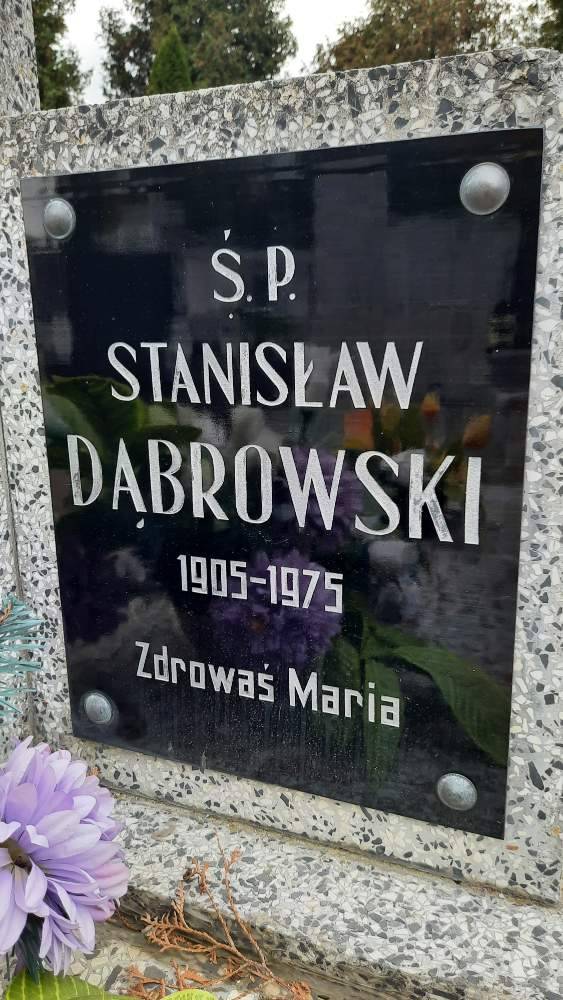 Ś. P.
STANISŁAW
DĄBROWSKI
1905-1975
Zdrowaś Maria